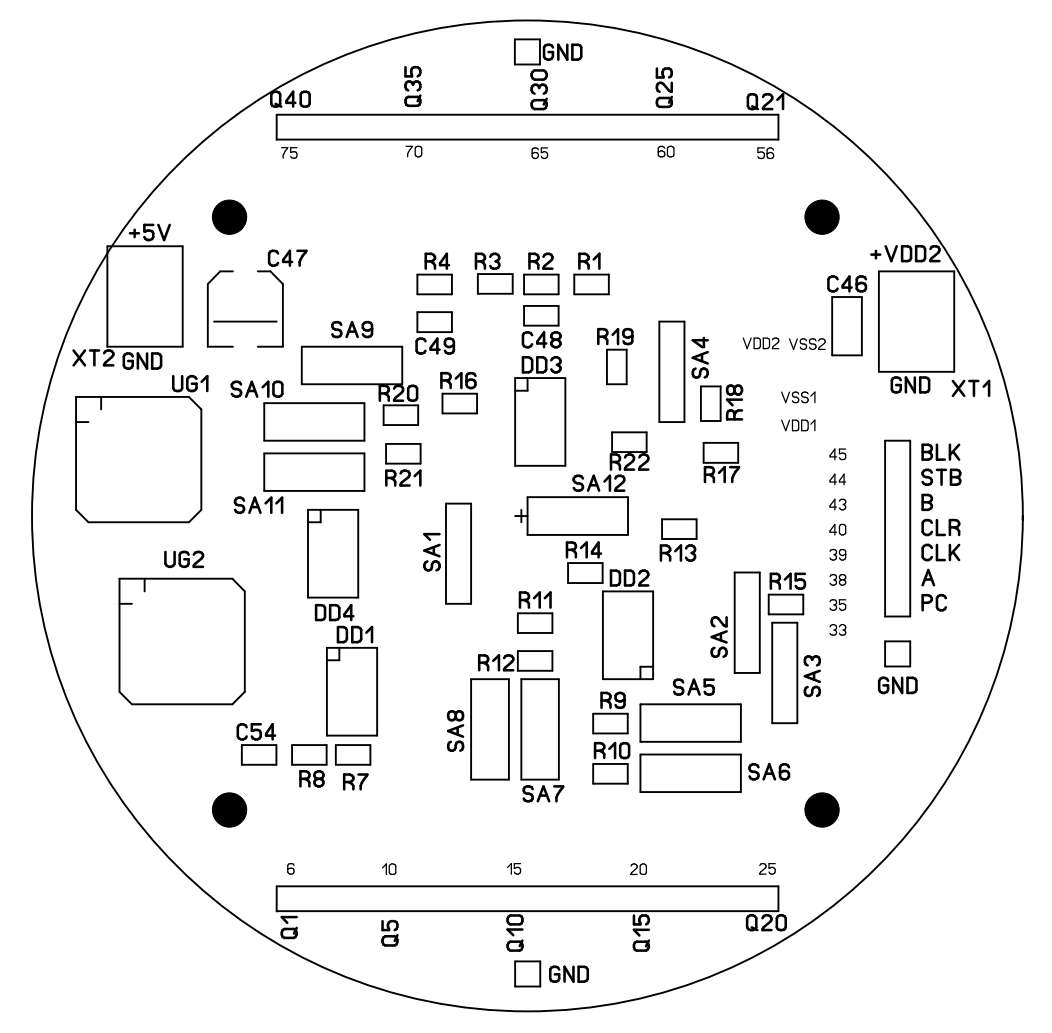 GND
Q40 Q35 Q30 Q25 Q21
75 70 65 60 56
+5V
+VDD2
C47 R4 R3 R2 R1
C46
SA9 C49 C48 R19 SA4
VDD2 VSS2
XT2 GND
DD3
UG1 SA10 R20 R16 R18
GND XT1
VSS1
VDD1
R21 R22 R17
45 BLK
44 STB
43 B
40 CLR
39 CLK
38 A
35 PC
33
SA11 SA12
SA1 R14 R13
UG2 DD2 R15
DD4 R11
DD1 SA2
R12 SA3 GND
SA5
C54 SA8 R9
R8 R7 R10 SA6
SA7
6 10 15 20 25
Q1 Q5 Q10 Q15 Q20
GND